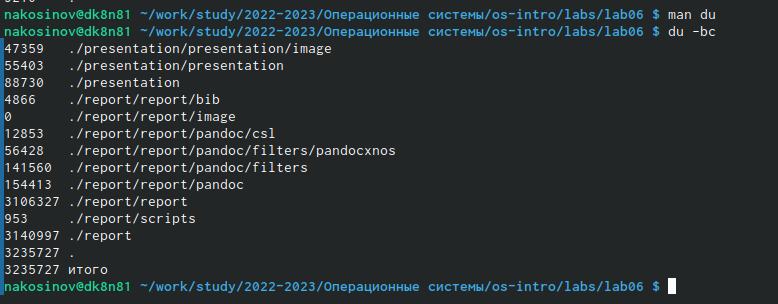 nakosinov@dk8n81 ~/work/study/2022-2023/Операционные системы/os-intro/labs/lab06 $ man du
nakosinov@dk8n81 ~/work/study/2022-2023/Операционные системы/os-intro/labs/lab06 $ du -bc
47359 ./presentation/presentation/image
55403 ./presentation/presentation
88730 ./presentation
4866 ./report/report/bib
0 ./report/report/image
12853 ./report/report/pandoc/csl
56428 ./report/report/pandoc/filters/pandocxnos
141560 ./report/report/pandoc/filters
154413 ./report/report/pandoc
3106327 ./report/report
953 ./report/scripts
3140997 ./report
3235727 .
3235727 итого
nakosinov@dk8n81 ~/work/study/2022-2023/Операционные системы/os-intro/labs/lab06 $